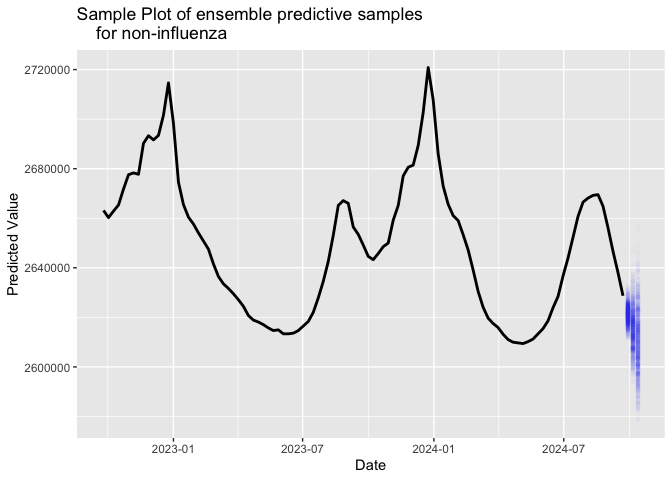 Sample Plot of ensemble predictive samples
for non-influenza
2720000
2680000
2640000
2600000
Predicted Value
2023-01
2023-07
2024-01
2024-07
Date